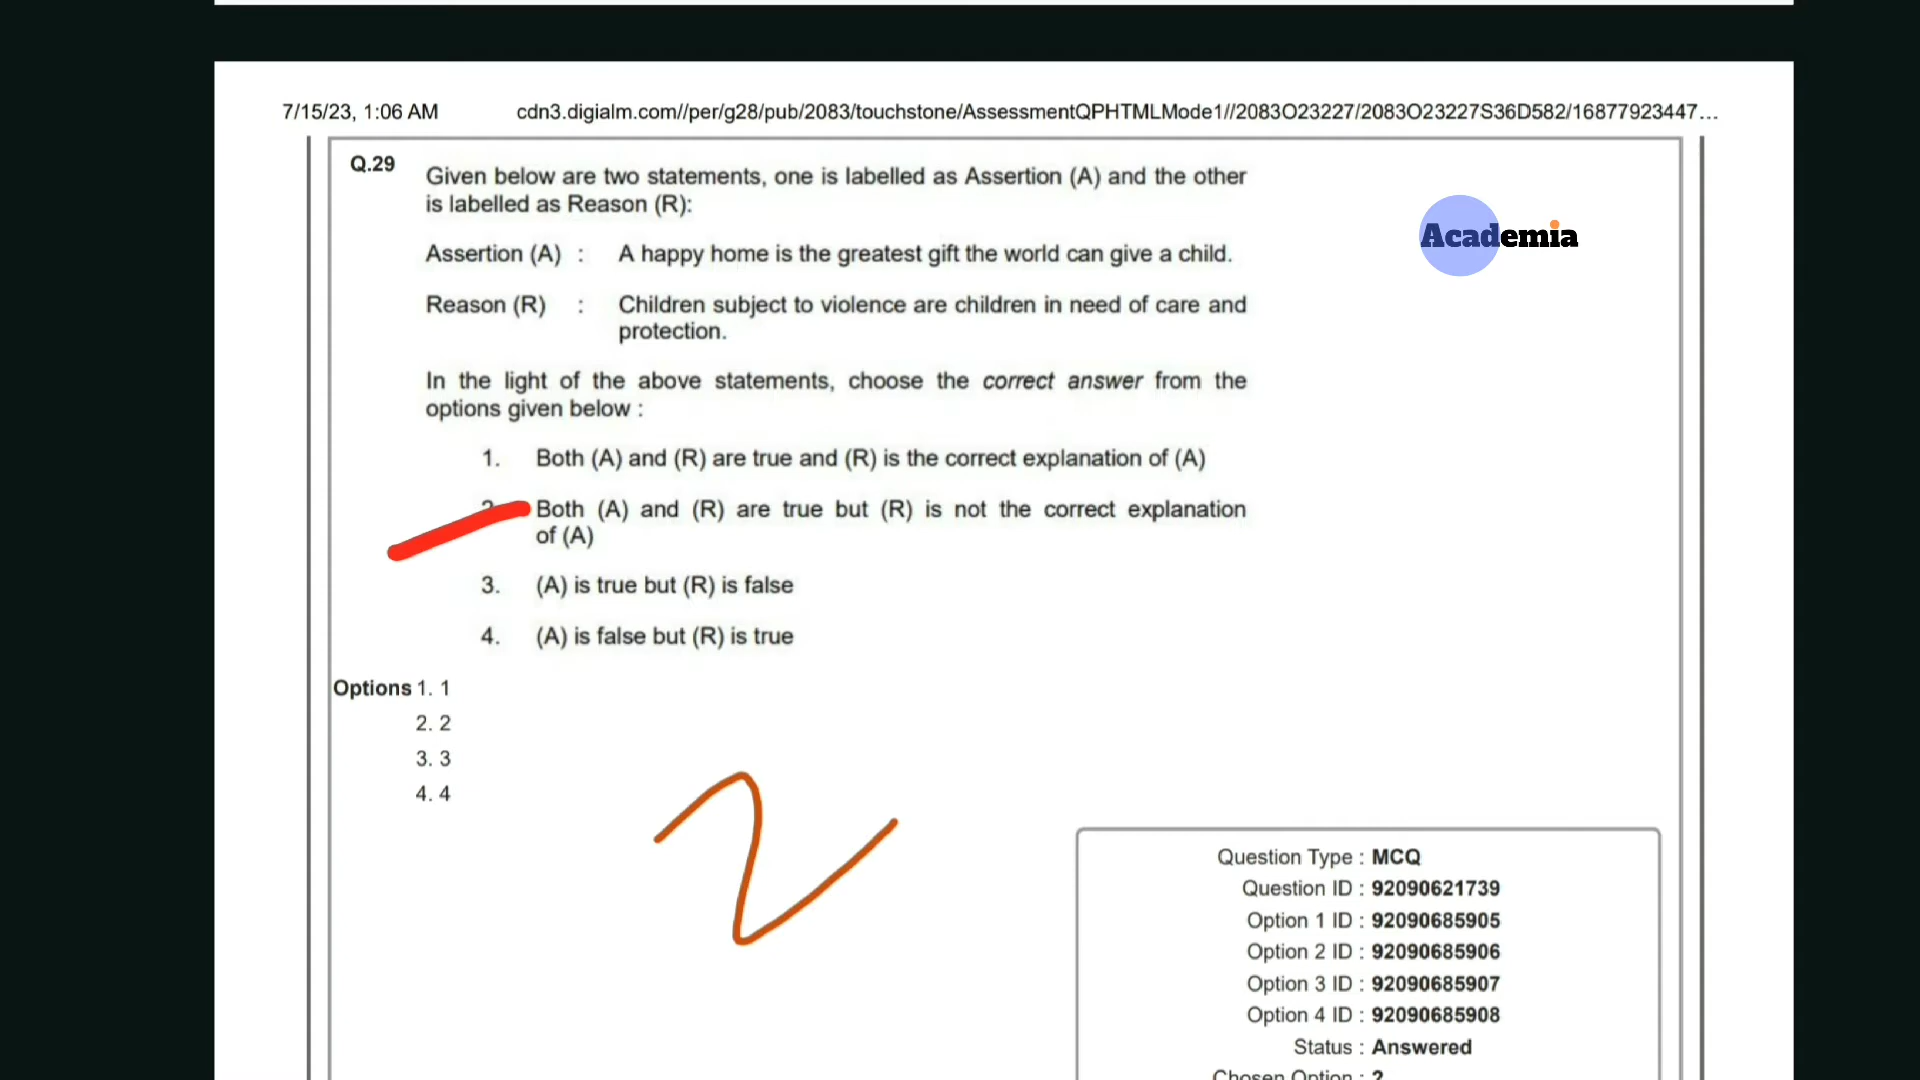 7/15/23, 1:06 AM cdn3.digialm.com//per/g28/pub/2083/touchstone/AssessmentQPHTMLMode1//2083O23227/2083O23227S36D582/16877923447...
Q.29 Given below are two statements, one is labelled as Assertion (A) and the other
is labelled as Reason (R):
Academia
Assertion (A) : A happy home is the greatest gift the world can give a child.
Reason (R) : Children subject to violence are children in need of care and
protection.
In the light of the above statements, choose the correct answer from the
options given below :
1. Both (A) and (R) are true and (R) is the correct explanation of (A)
Both (A) and (R) are true but (R) is not the correct explanation
of (A)
3. (A) is true but (R) is false
4. (A) is false but (R) is true
Options 1. 1
2. 2
3. 3
4. 4
2
Question Type : MCQ
Question ID : 92090621739
Option 1 ID : 92090685905
Option 2 ID : 92090685906
Option 3 ID : 92090685907
Option 4 ID : 92090685908
Status : Answered
Chosen Option : 2